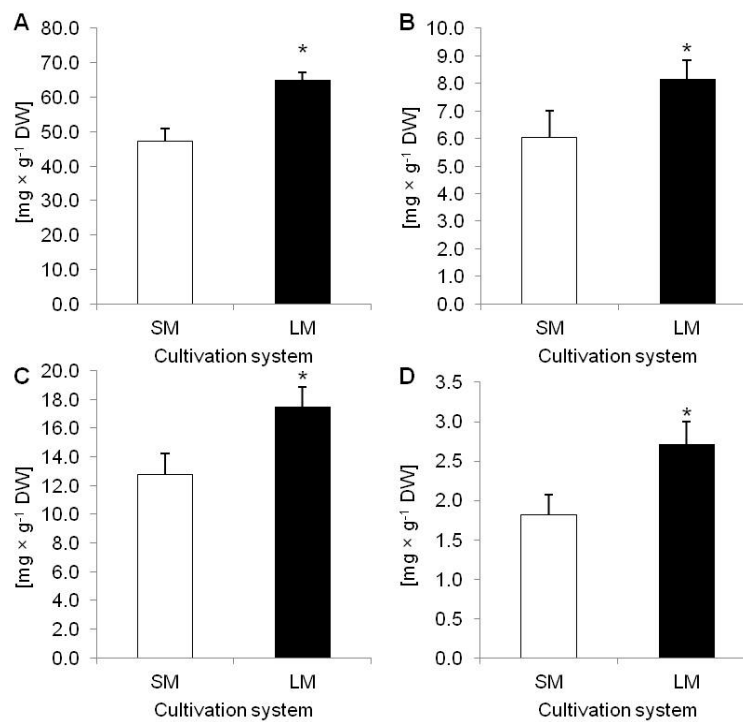 A
80.0
70.0
60.0
50.0
40.0
30.0
20.0
10.0
0.0
[mg × g-1 DW]
*
SM LM
Cultivation system
B
10.0
9.0
8.0
7.0
6.0
5.0
4.0
3.0
2.0
1.0
0.0
[mg × g-1 DW]
*
SM LM
Cultivation system
C
20.0
18.0
16.0
14.0
12.0
10.0
8.0
6.0
4.0
2.0
0.0
[mg × g-1 DW]
*
SM LM
Cultivation system
D
3.5
3.0
2.5
2.0
1.5
1.0
0.5
0.0
[mg × g-1 DW]
*
SM LM
Cultivation system